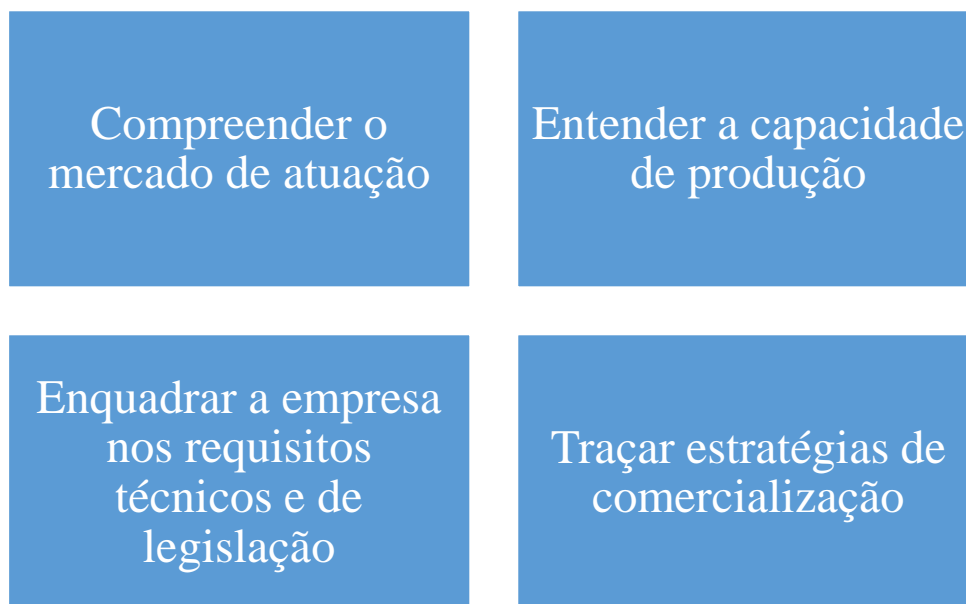 Compreender o
mercado de atuação
Entender a capacidade
de produção
Enquadrar a empresa
nos requisitos
técnicos e de
legislação
Traçar estratégias de
comercialização